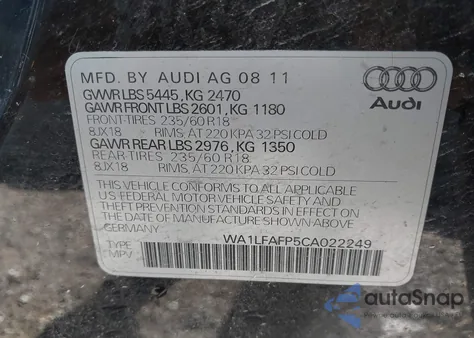 MFD. BY AUDI AG 08 11
GVWR LBS 5445, KG 2470
GAWR FRONT LBS 2601, KG 1180
FRONT-TIRES 235/60 R18
8JX18 RIMS, AT 220 KPA 32 PSI COLD
GAWR REAR LBS 2976, KG 1350
REAR-TIRES 235/60 R18
8JX18 RIMS, AT 220 KPA 32 PSI COLD
THIS VEHICLE CONFORMS TO ALL APPLICABLE
U.S. FEDERAL MOTOR VEHICLE SAFETY AND
THEFT PREVENTION STANDARDS IN EFFECT ON
THE DATE OF MANUFACTURE SHOWN ABOVE.
GERMANY
TYPE WA1LFAFP5CA022249
MPV
Audi
autoSnap